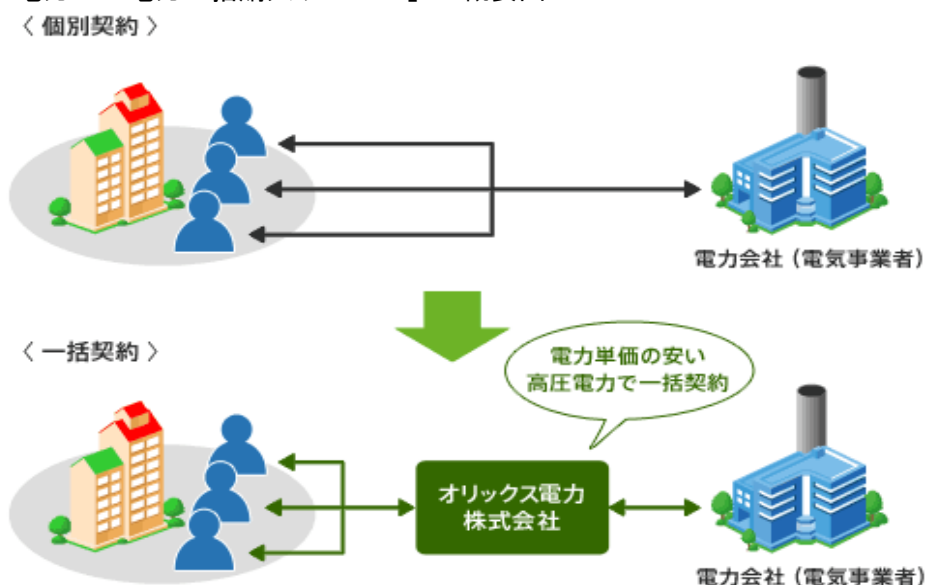 〈 個別契約 〉
電力会社（電気事業者）
〈 一括契約 〉
電力単価の安い
高圧電力で一括契約
オリックス電力
株式会社
電力会社（電気事業者）